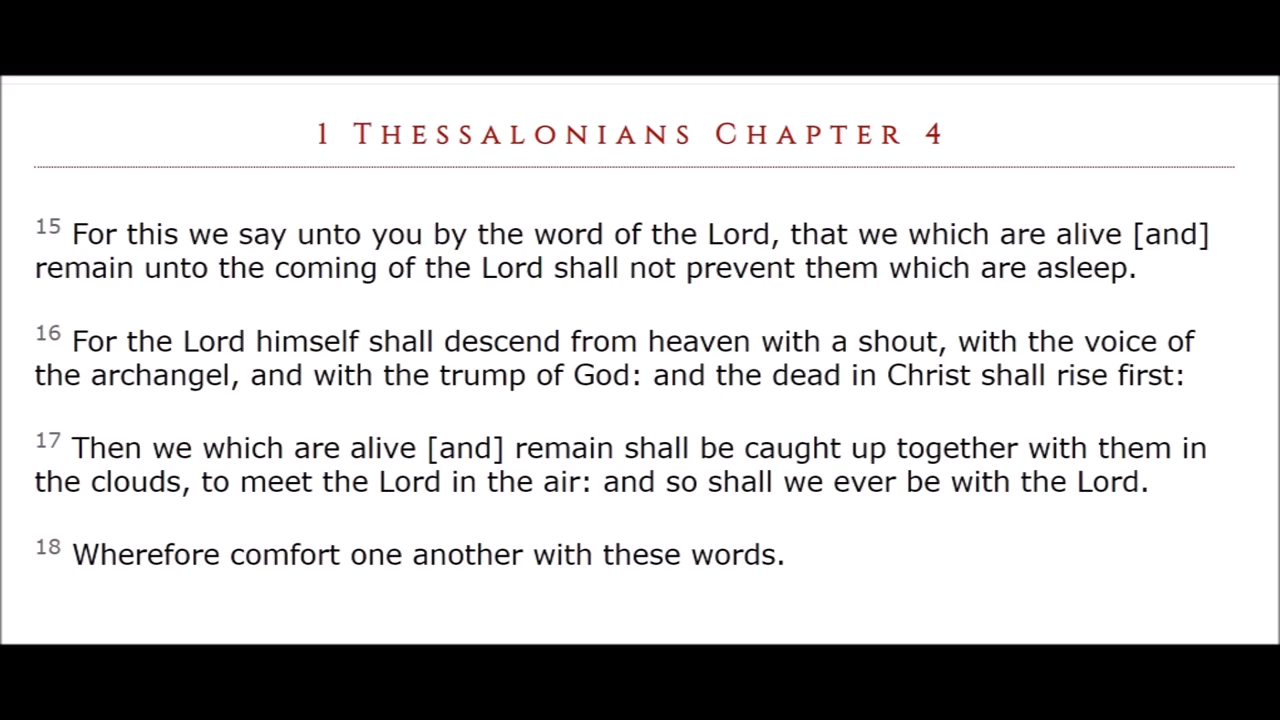 1 Thessalonians Chapter 4
15 For this we say unto you by the word of the Lord, that we which are alive [and]
remain unto the coming of the Lord shall not prevent them which are asleep.
16 For the Lord himself shall descend from heaven with a shout, with the voice of
the archangel, and with the trump of God: and the dead in Christ shall rise first:
17 Then we which are alive [and] remain shall be caught up together with them in
the clouds, to meet the Lord in the air: and so shall we ever be with the Lord.
18 Wherefore comfort one another with these words.